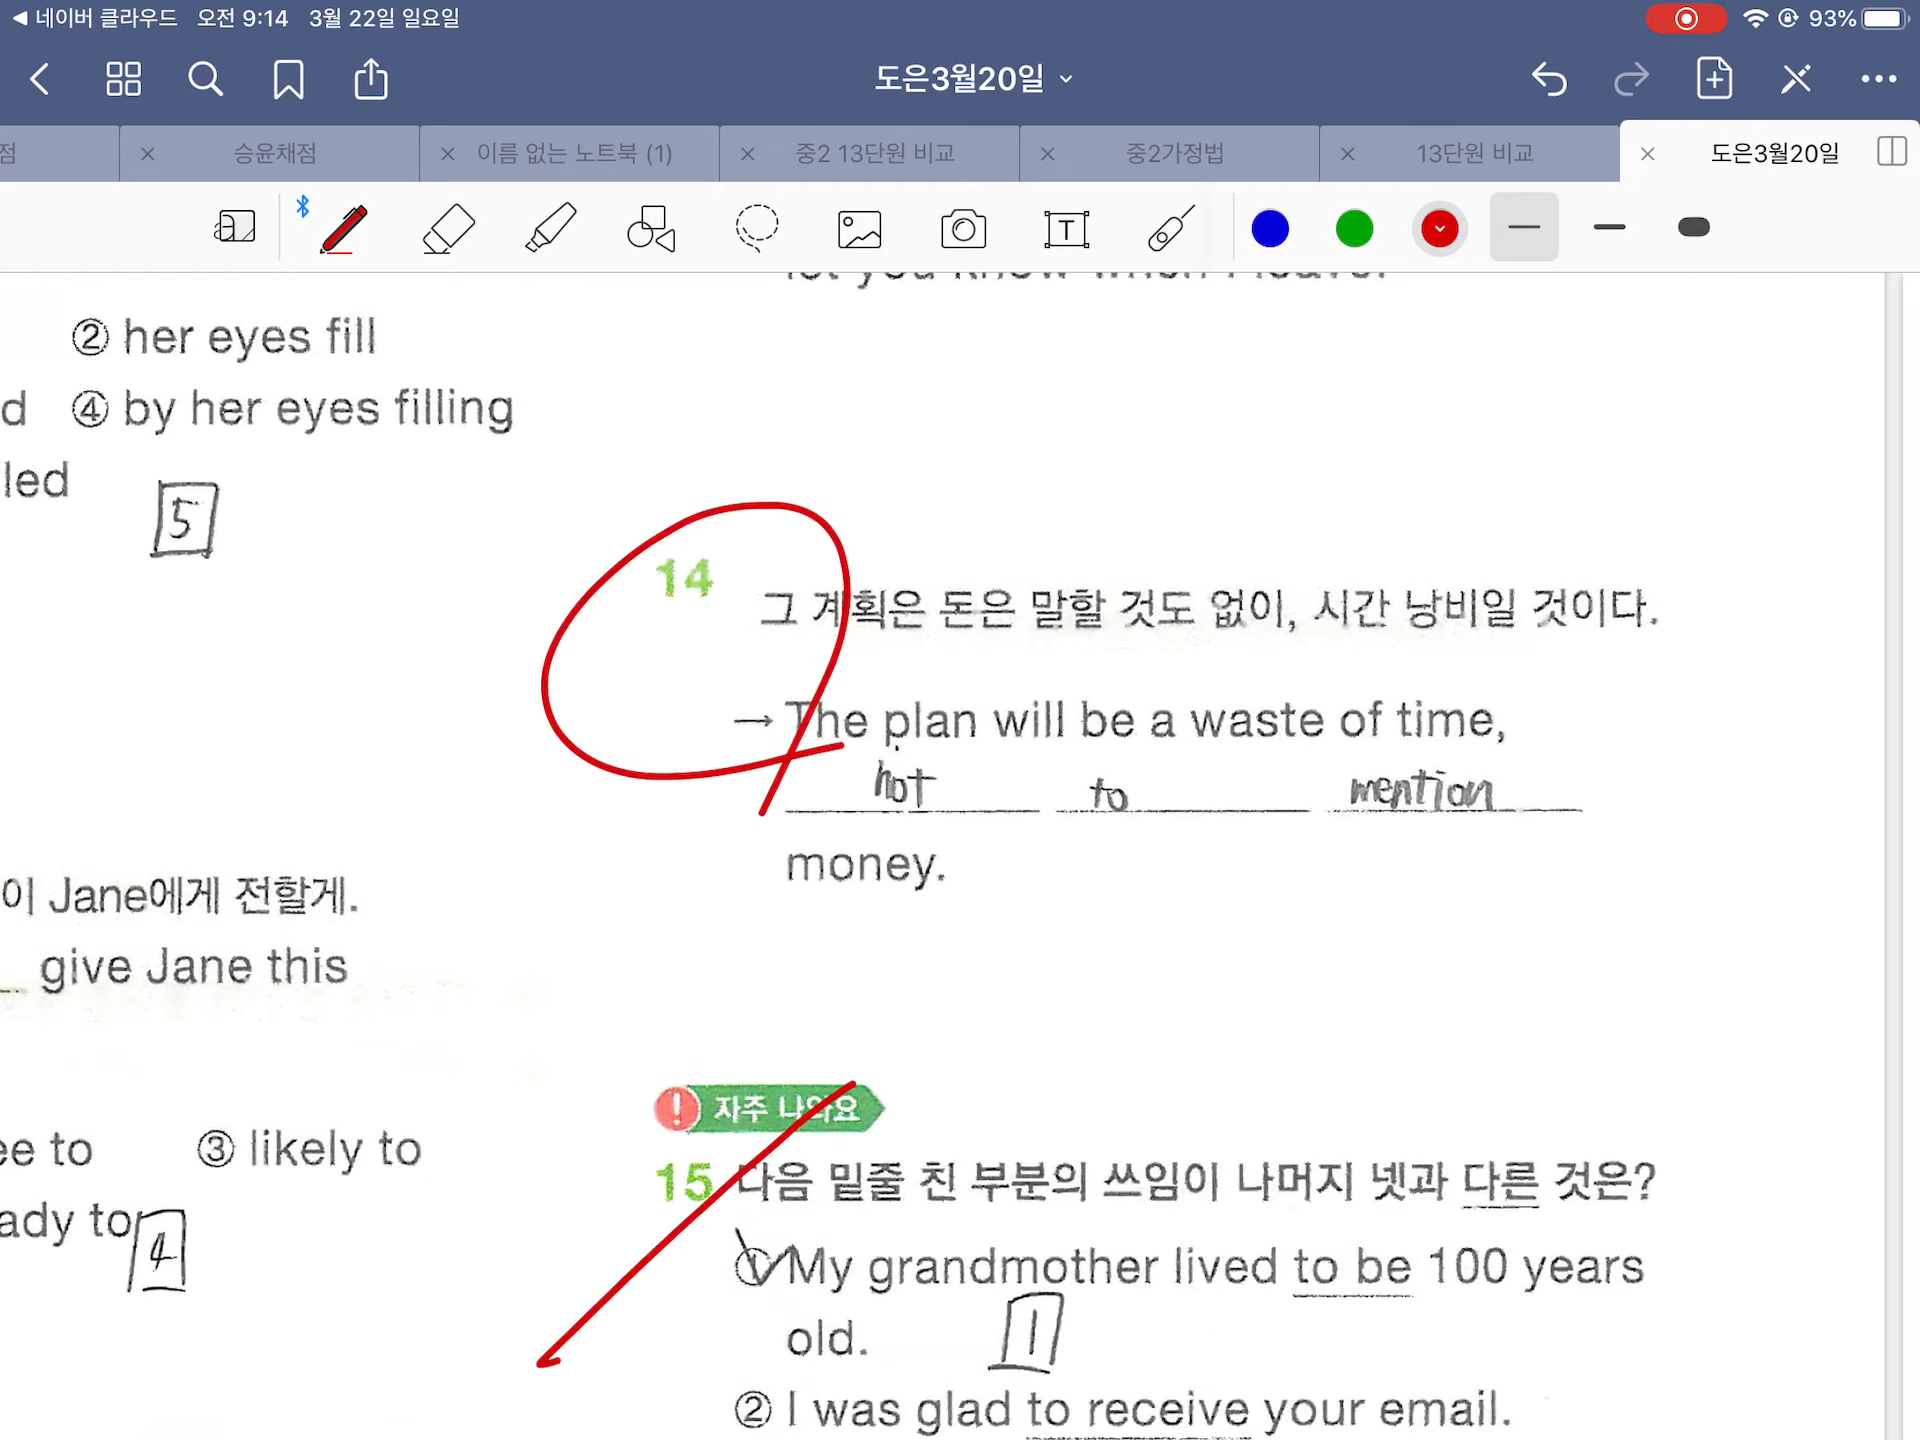 ◀ 네이버 클라우드 오전 9:14 3월 22일 일요일 93%
도은3월20일
점 승윤채점 이름 없는 노트북 (1) 중2 13단원 비교 중2가정법 13단원 비교 도은3월20일
let you know when I leave.
② her eyes fill
d ④ by her eyes filling
led
5
14 그 계획은 돈은 말할 것도 없이, 시간 낭비일 것이다.
→ The plan will be a waste of time,
not to mention
money.
이 Jane에게 전할게.
give Jane this
자주 나와요
ee to ③ likely to
15 다음 밑줄 친 부분의 쓰임이 나머지 넷과 다른 것은?
ady to
4
① My grandmother lived to be 100 years
old.
1
② I was glad to receive your email.